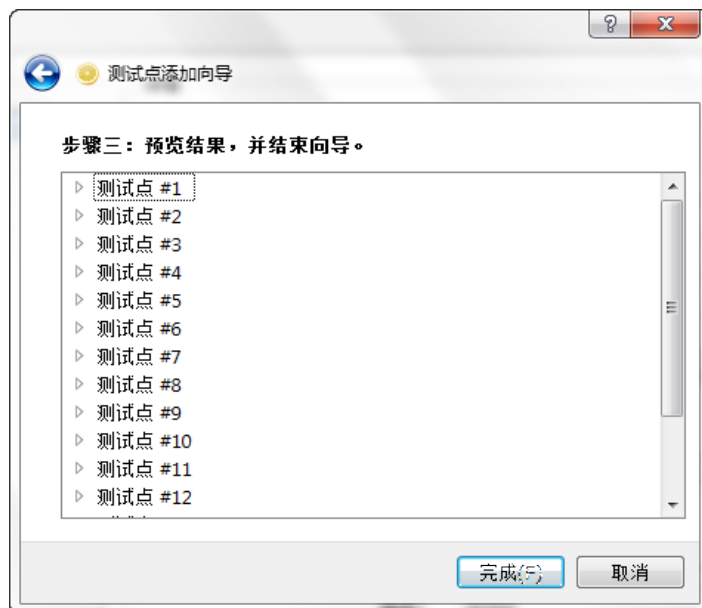 测试点添加向导
步骤三：预览结果，并结束向导。
测试点 #1
测试点 #2
测试点 #3
测试点 #4
测试点 #5
测试点 #6
测试点 #7
测试点 #8
测试点 #9
测试点 #10
测试点 #11
测试点 #12
完成(F) 取消